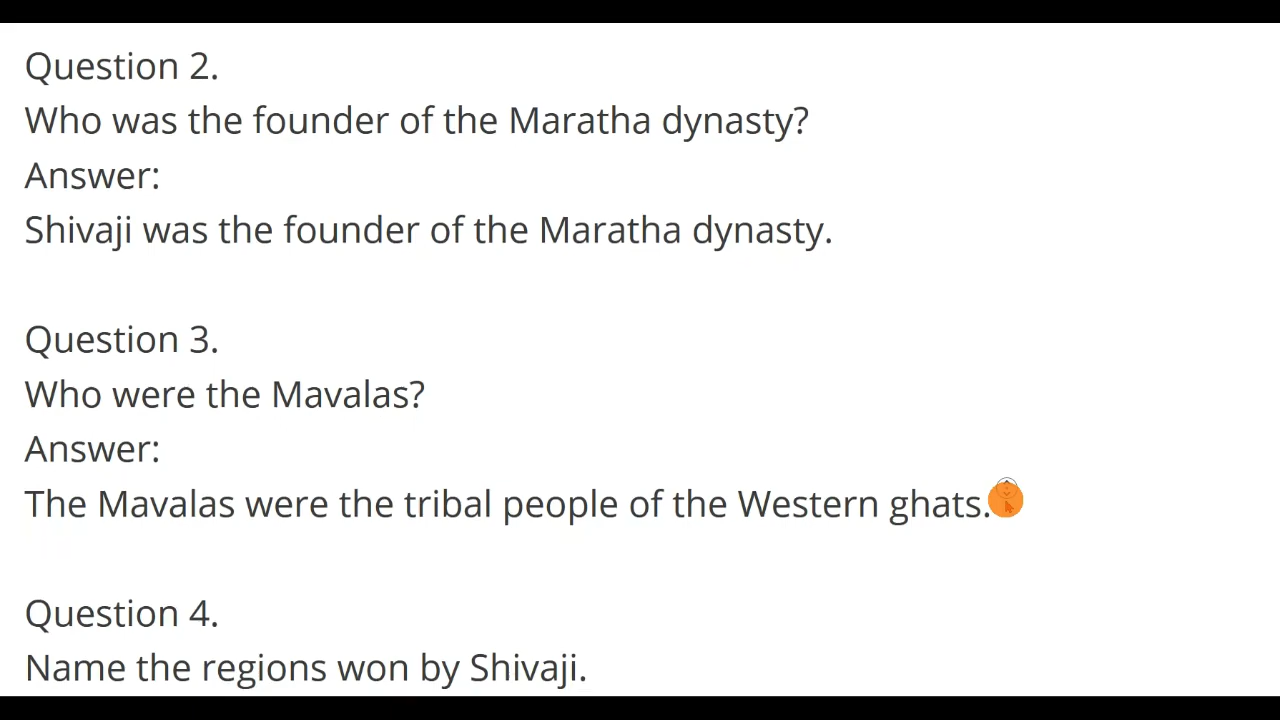 Question 2.
Who was the founder of the Maratha dynasty?
Answer:
Shivaji was the founder of the Maratha dynasty.
Question 3.
Who were the Mavalas?
Answer:
The Mavalas were the tribal people of the Western ghats.
Question 4.
Name the regions won by Shivaji.